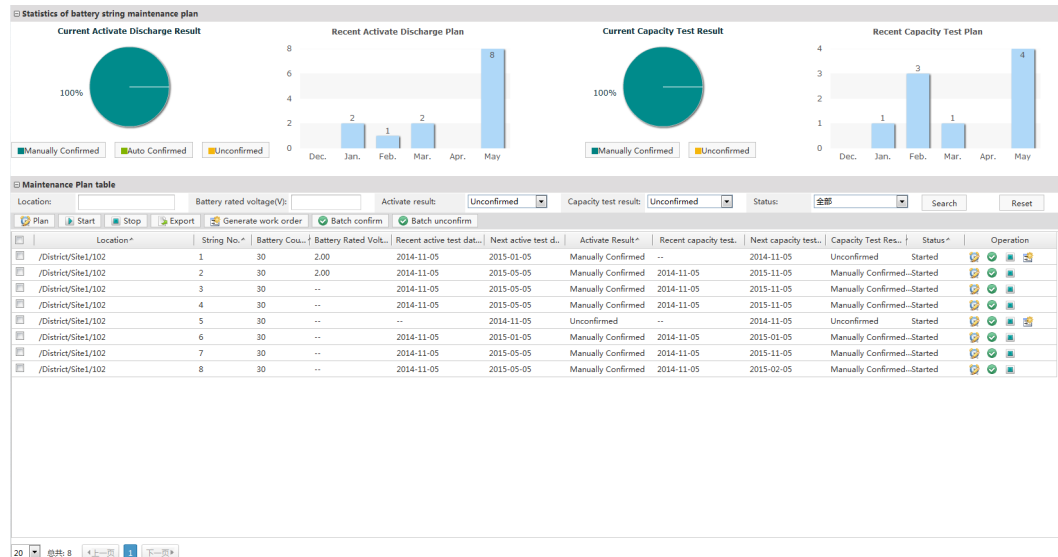 Statistics of battery string maintenance plan
Current Activate Discharge Result
100%
Manually Confirmed Auto Confirmed Unconfirmed
Recent Activate Discharge Plan
8
6
4
2
0
2 1 2 8
Dec. Jan. Feb. Mar. Apr. May
Current Capacity Test Result
100%
Manually Confirmed Unconfirmed
Recent Capacity Test Plan
4
3
2
1
0
1 3 1 4
Dec. Jan. Feb. Mar. Apr. May
Maintenance Plan table
Location: Battery rated voltage(V): Activate result: Unconfirmed Capacity test result: Unconfirmed Status: 全部 Search Reset
Plan Start Stop Export Generate work order Batch confirm Batch unconfirm
Location String No. Battery Cou... Battery Rated Volt... Recent active test dat... Next active test d... Activate Result Recent capacity test.. Next capacity test... Capacity Test Res... Status Operation
/District/Site1/102 1 30 2.00 2014-11-05 2015-01-05 Manually Confirmed -- 2014-11-05 Unconfirmed Started
/District/Site1/102 2 30 2.00 2014-11-05 2015-05-05 Manually Confirmed 2014-11-05 2015-11-05 Manually Confirmed...Started
/District/Site1/102 3 30 -- 2014-11-05 2015-05-05 Manually Confirmed 2014-11-05 2015-11-05 Manually Confirmed...Started
/District/Site1/102 4 30 -- 2014-11-05 2015-05-05 Manually Confirmed 2014-11-05 2015-11-05 Manually Confirmed...Started
/District/Site1/102 5 30 -- -- 2014-11-05 Unconfirmed -- 2014-11-05 Unconfirmed Started
/District/Site1/102 6 30 -- 2014-11-05 2015-01-05 Manually Confirmed 2014-11-05 2015-01-05 Manually Confirmed...Started
/District/Site1/102 7 30 -- 2014-11-05 2015-05-05 Manually Confirmed 2014-11-05 2015-11-05 Manually Confirmed...Started
/District/Site1/102 8 30 -- 2014-11-05 2015-05-05 Manually Confirmed 2014-11-05 2015-02-05 Manually Confirmed...Started
20 总共: 8 上一页 1 下一页